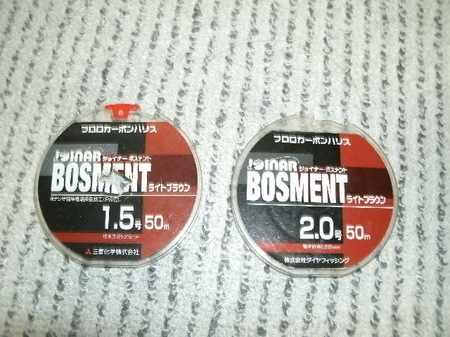 フロロカーボンハリス
JOINAR
ジョイナー・ボスメント
BOSMENT
ライトブラウン
1.5号 50m
三菱化学株式会社
フロロカーボンハリス
JOINAR
ジョイナー・ボスメント
BOSMENT
ライトブラウン
2.0号 50m
株式会社ダイヤフィッシング